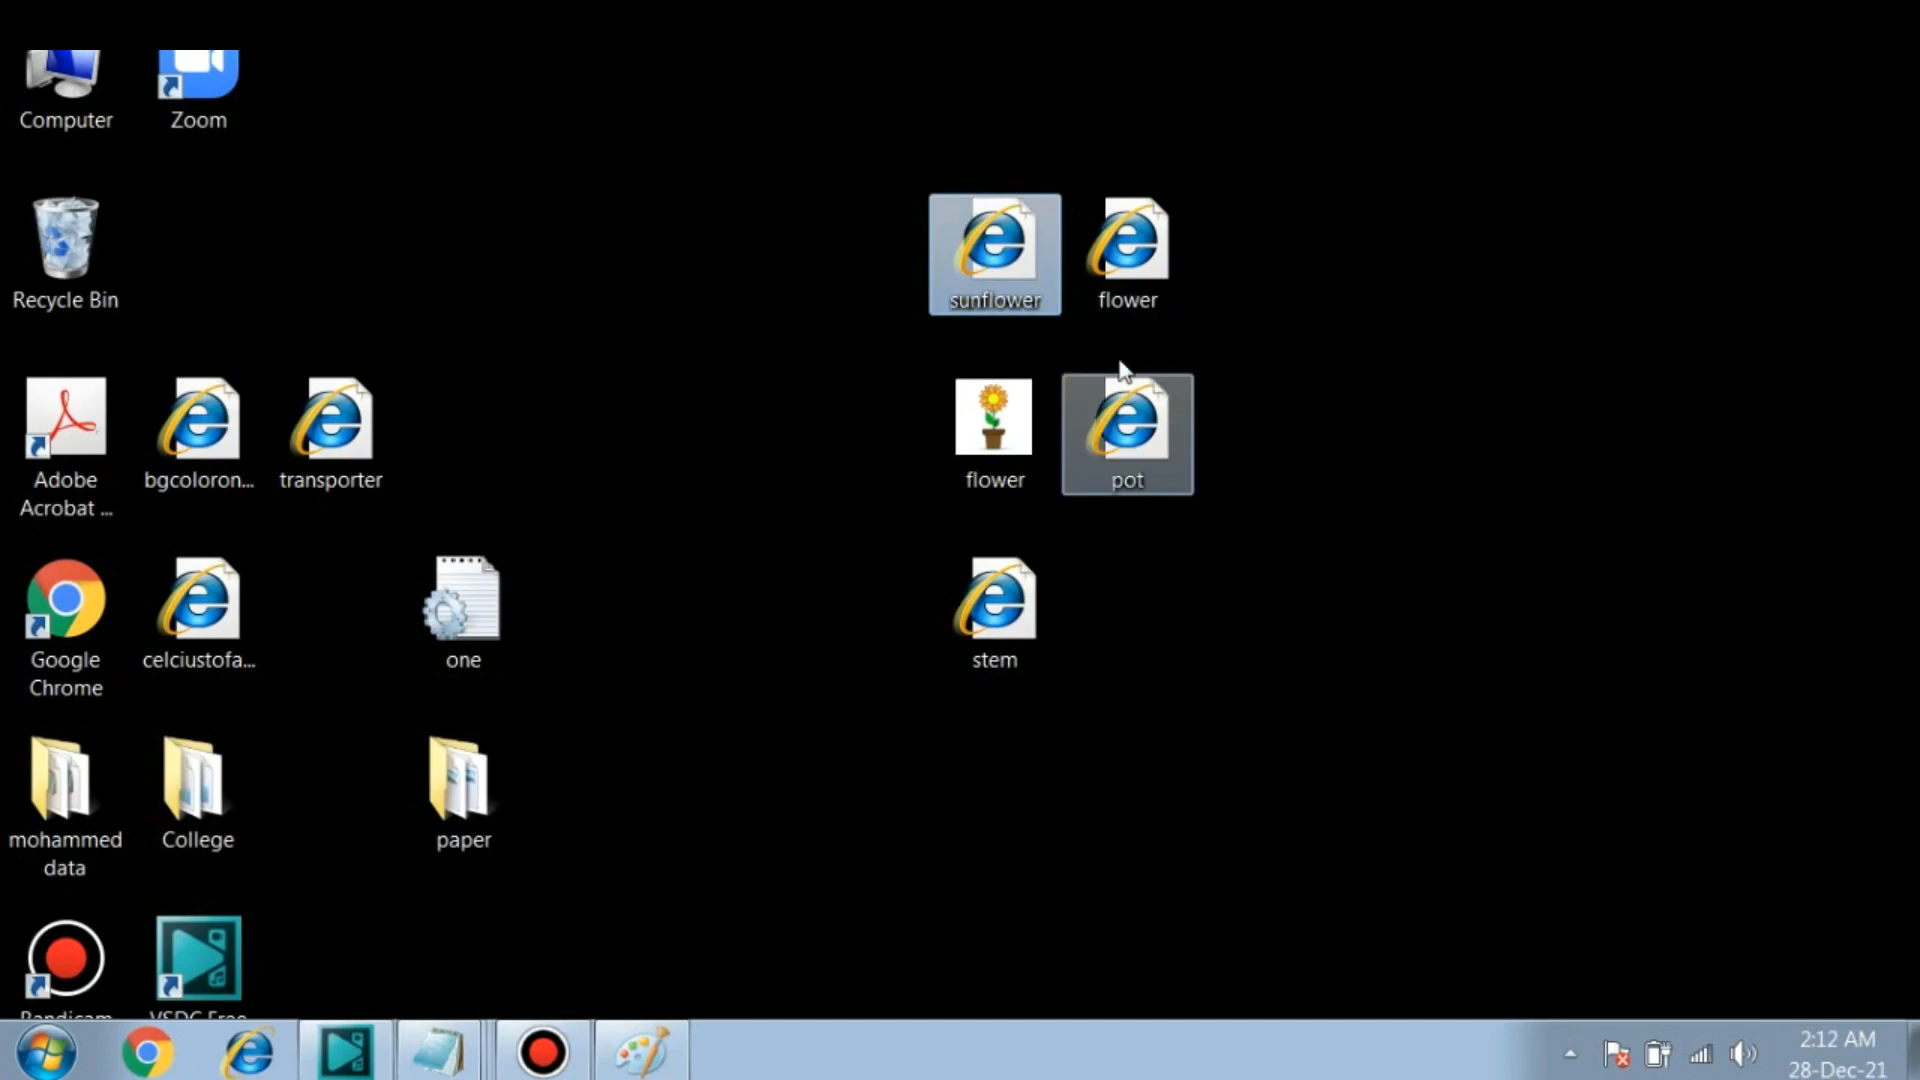 Computer
Zoom
Recycle Bin
sunflower
flower
Adobe
Acrobat ...
bgcoloron...
transporter
flower
pot
Google
Chrome
celciustofa...
one
stem
mohammed
data
College
paper
Bandicam
VSDC Free
2:12 AM
28-Dec-21